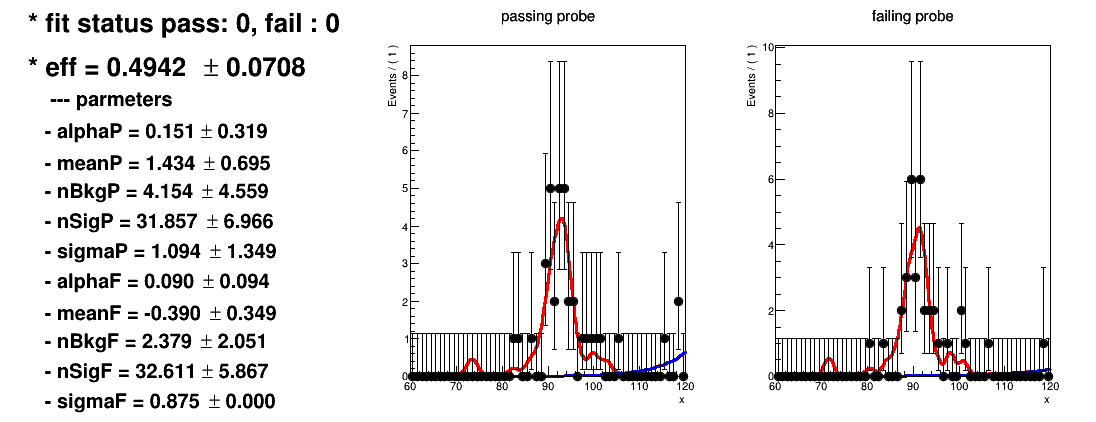 * fit status pass: 0, fail : 0
* eff = 0.4942 ± 0.0708
--- parmeters
- alphaP = 0.151 ± 0.319
- meanP = 1.434 ± 0.695
- nBkgP = 4.154 ± 4.559
- nSigP = 31.857 ± 6.966
- sigmaP = 1.094 ± 1.349
- alphaF = 0.090 ± 0.094
- meanF = -0.390 ± 0.349
- nBkgF = 2.379 ± 2.051
- nSigF = 32.611 ± 5.867
- sigmaF = 0.875 ± 0.000
passing probe
Events / ( 1 )
8
7
6
5
4
3
2
1
0
60 70 80 90 100 110 120
x
failing probe
Events / ( 1 )
10
8
6
4
2
0
60 70 80 90 100 110 120
x